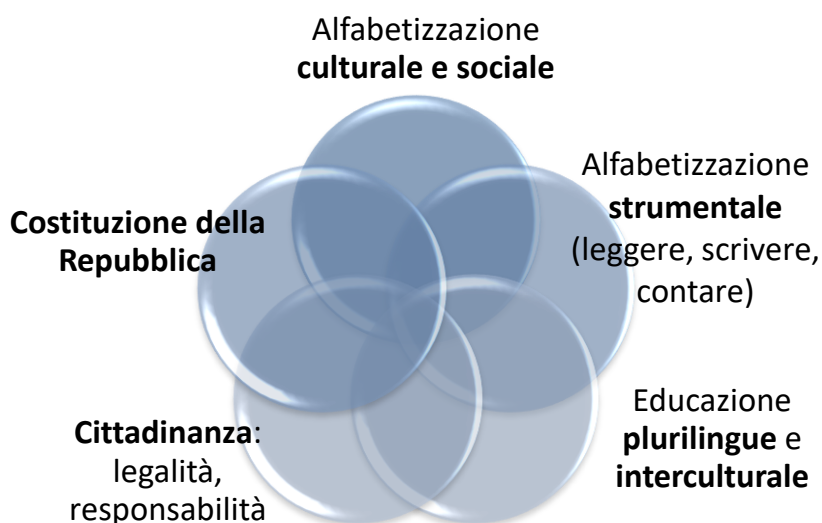 Alfabetizzazione
culturale e sociale
Alfabetizzazione
strumentale
(leggere, scrivere,
contare)
Educazione
plurilingue e
interculturale
Cittadinanza:
legalità,
responsabilità
Costituzione della
Repubblica